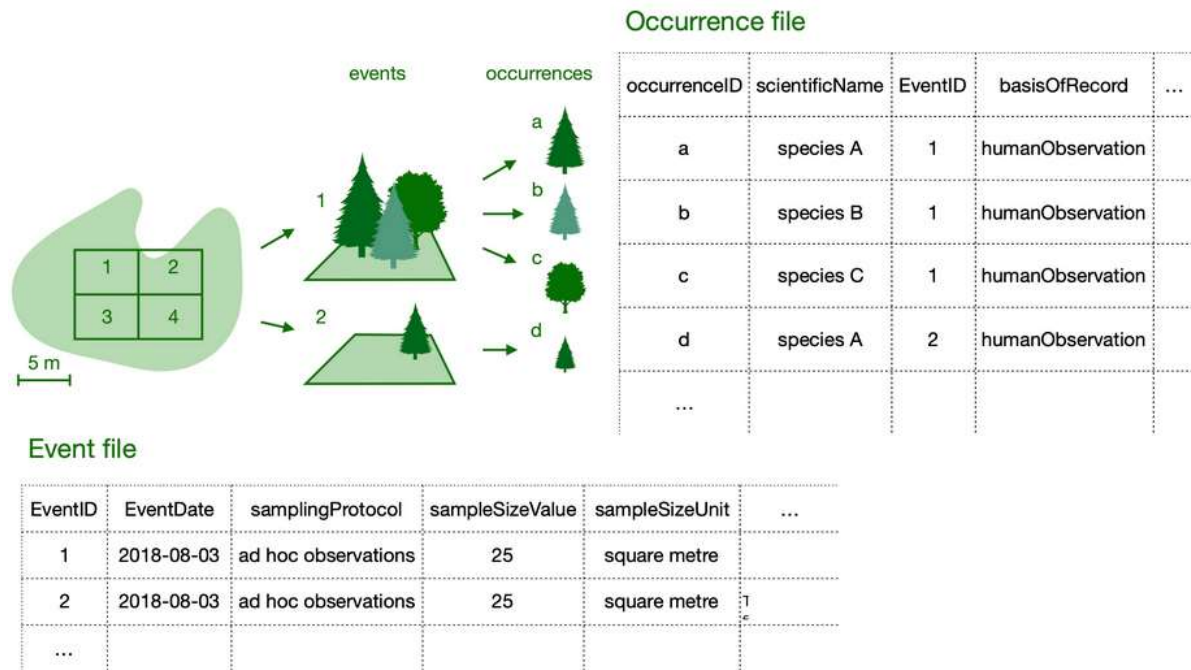 Occurrence file
events
occurrences
a
b
c
d
1
2
1 2
3 4
5 m
occurrenceID scientificName EventID basisOfRecord ...
a species A 1 humanObservation
b species B 1 humanObservation
c species C 1 humanObservation
d species A 2 humanObservation
...
Event file
EventID EventDate samplingProtocol sampleSizeValue sampleSizeUnit ...
1 2018-08-03 ad hoc observations 25 square metre
2 2018-08-03 ad hoc observations 25 square metre
...